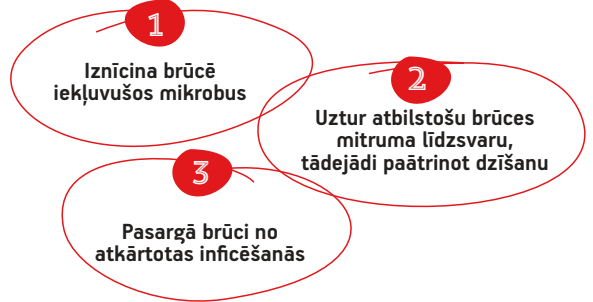 1
Iznīcina brūcē
iekļuvušos mikrobus
2
Uztur atbilstošu brūces
mitruma līdzsvaru,
tādejādi paātrinot dzīšanu
3
Pasargā brūci no
atkārtotas inficēšanās